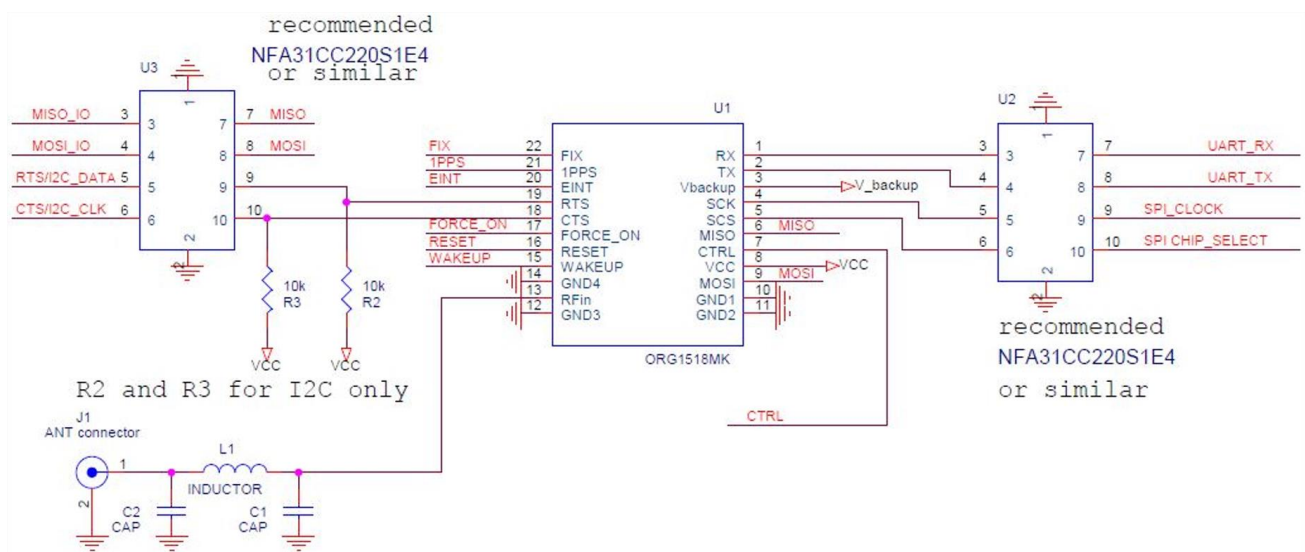 recommended
NFA31CC220S1E4
or similar
U3
1
MISO_IO 3 3 7 7 MISO
MOSI_IO 4 4 8 8 MOSI
RTS/I2C_DATA 5 5 9 9
CTS/I2C_CLK 6 6 10 10
2
2
10k
R3
10k
R2
VCC
VCC
R2 and R3 for I2C only
U1
FIX 22 FIX RX 1
1PPS 21 1PPS TX 2
EINT 20 EINT Vbackup 3 V_backup
19 RTS SCK 4
18 CTS SCS 5
FORCE_ON 17 FORCE_ON MISO 6 MISO
RESET 16 RESET CTRL 7
WAKEUP 15 WAKEUP VCC 8 VCC
14 GND4 MOSI 9 MOSI
13 RFin GND1 10
12 GND3 GND2 11
ORG1518MK
CTRL
U2
1
1
3 3 7 7 UART_RX
4 4 8 8 UART_TX
5 5 9 9 SPI_CLOCK
6 6 10 10 SPI CHIP_SELECT
2
2
recommended
NFA31CC220S1E4
or similar
J1
ANT connector
1
2
L1
INDUCTOR
C2
CAP
C1
CAP